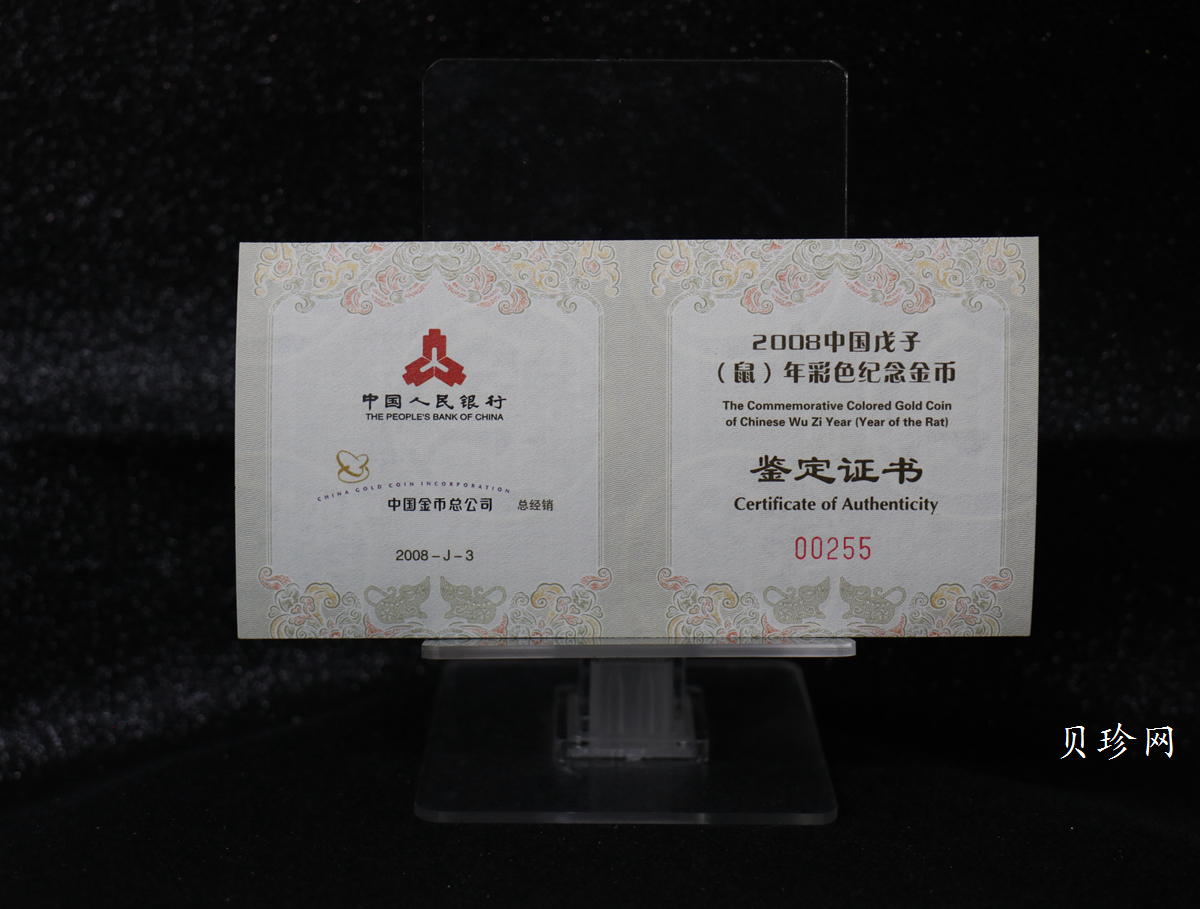 中国人民银行
THE PEOPLE'S BANK OF CHINA
CHINA GOLD COIN INCORPORATION
中国金币总公司 总经销
2008－J－3
2008中国戊子
（鼠）年彩色纪念金币
The Commemorative Colored Gold Coin
of Chinese Wu Zi Year (Year of the Rat)
鉴定证书
Certificate of Authenticity
00255
贝珍网